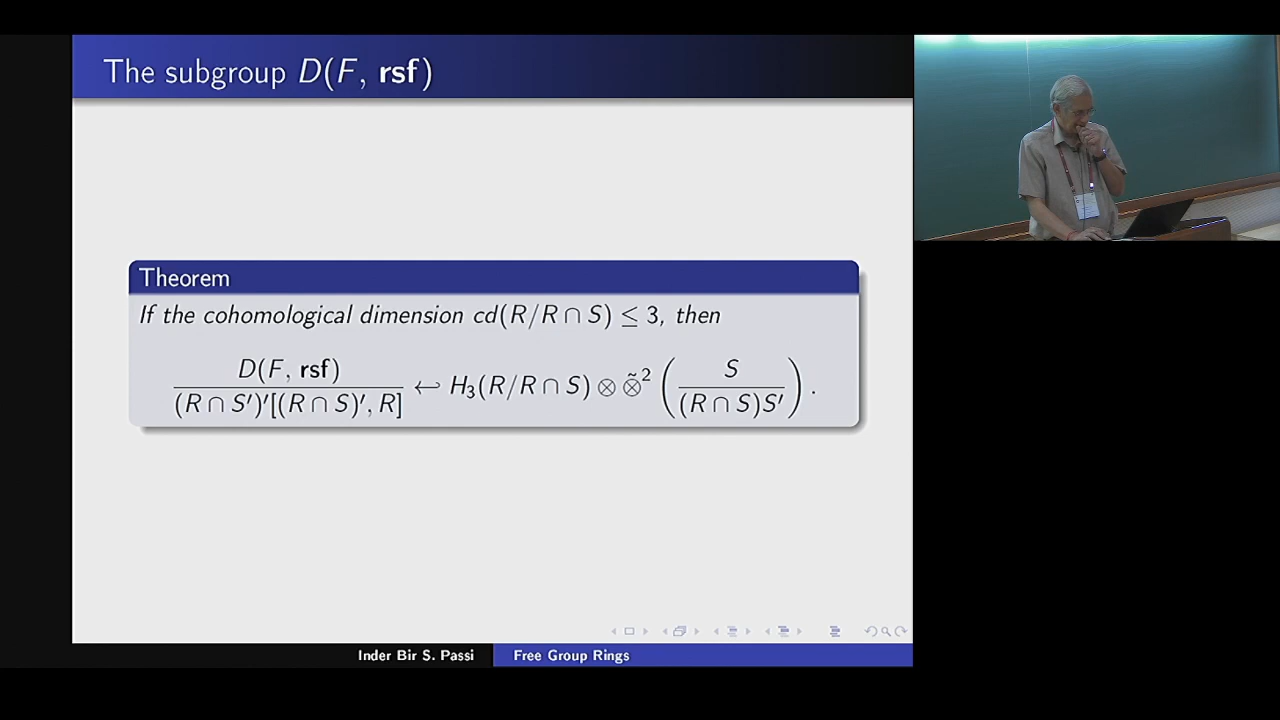 The subgroup D(F, rsf)
Theorem
If the cohomological dimension cd(R/R ∩ S) ≤ 3, then
D(F, rsf) / (R ∩ S′)′[(R ∩ S)′, R] ↩ H₃(R/R ∩ S) ⊗ ⊗̃² ( S / (R ∩ S)S′ ) .
Inder Bir S. Passi
Free Group Rings